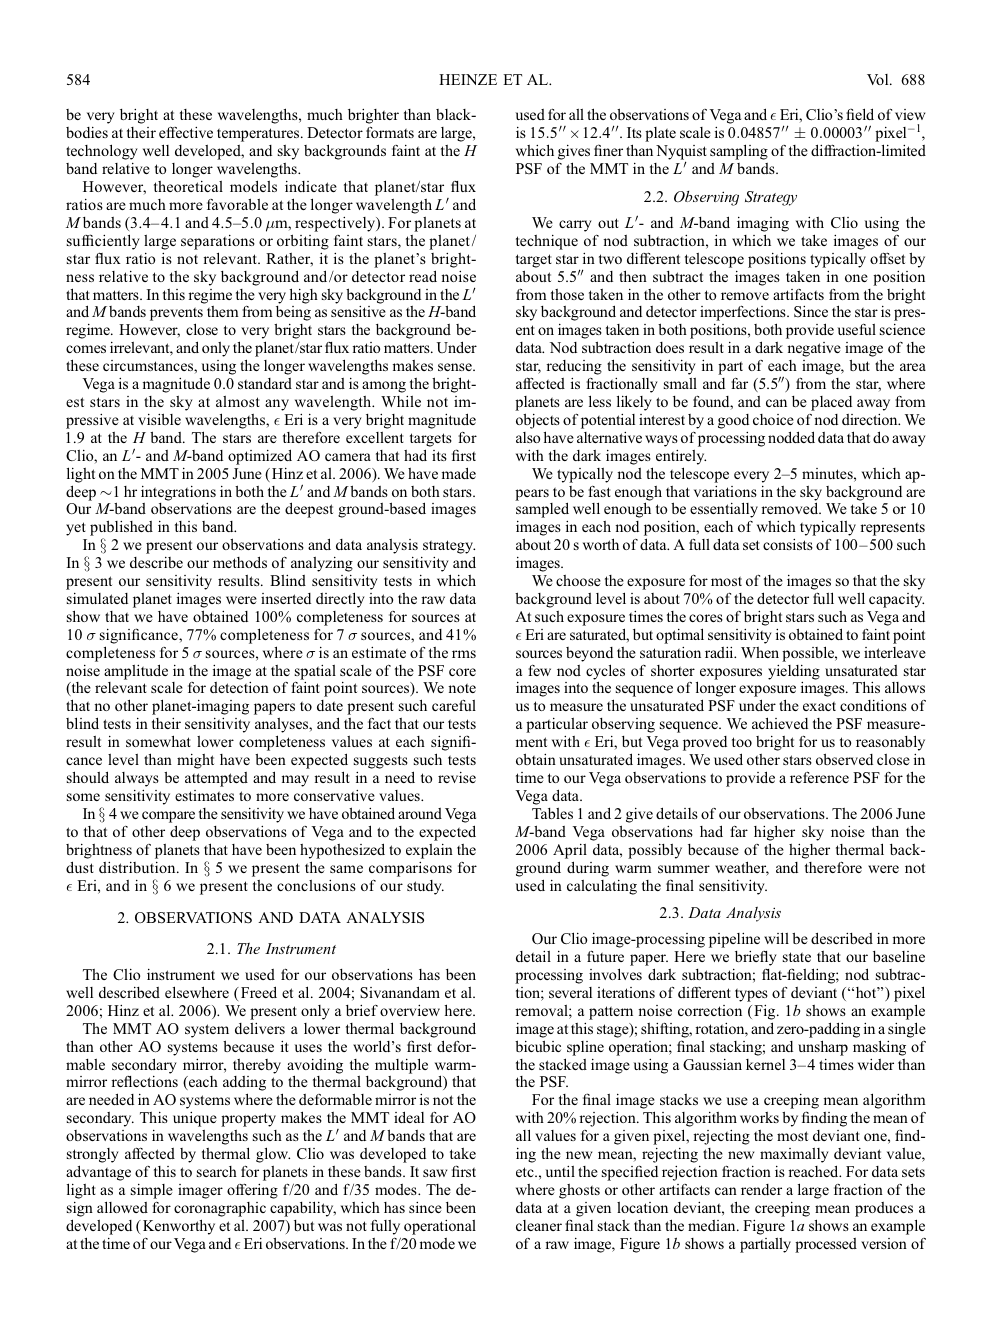 584
HEINZE ET AL.
Vol. 688
be very bright at these wavelengths, much brighter than black-
bodies at their effective temperatures. Detector formats are large,
technology well developed, and sky backgrounds faint at the H
band relative to longer wavelengths.
However, theoretical models indicate that planet/star flux
ratios are much more favorable at the longer wavelength L′ and
M bands (3.4–4.1 and 4.5–5.0 μm, respectively). For planets at
sufficiently large separations or orbiting faint stars, the planet/
star flux ratio is not relevant. Rather, it is the planet's bright-
ness relative to the sky background and/or detector read noise
that matters. In this regime the very high sky background in the L′
and M bands prevents them from being as sensitive as the H-band
regime. However, close to very bright stars the background be-
comes irrelevant, and only the planet/star flux ratio matters. Under
these circumstances, using the longer wavelengths makes sense.
Vega is a magnitude 0.0 standard star and is among the bright-
est stars in the sky at almost any wavelength. While not im-
pressive at visible wavelengths, ϵ Eri is a very bright magnitude
1.9 at the H band. The stars are therefore excellent targets for
Clio, an L′- and M-band optimized AO camera that had its first
light on the MMT in 2005 June (Hinz et al. 2006). We have made
deep ~1 hr integrations in both the L′ and M bands on both stars.
Our M-band observations are the deepest ground-based images
yet published in this band.
In § 2 we present our observations and data analysis strategy.
In § 3 we describe our methods of analyzing our sensitivity and
present our sensitivity results. Blind sensitivity tests in which
simulated planet images were inserted directly into the raw data
show that we have obtained 100% completeness for sources at
10 σ significance, 77% completeness for 7 σ sources, and 41%
completeness for 5 σ sources, where σ is an estimate of the rms
noise amplitude in the image at the spatial scale of the PSF core
(the relevant scale for detection of faint point sources). We note
that no other planet-imaging papers to date present such careful
blind tests in their sensitivity analyses, and the fact that our tests
result in somewhat lower completeness values at each signifi-
cance level than might have been expected suggests such tests
should always be attempted and may result in a need to revise
some sensitivity estimates to more conservative values.
In § 4 we compare the sensitivity we have obtained around Vega
to that of other deep observations of Vega and to the expected
brightness of planets that have been hypothesized to explain the
dust distribution. In § 5 we present the same comparisons for
ϵ Eri, and in § 6 we present the conclusions of our study.
2. OBSERVATIONS AND DATA ANALYSIS
2.1. The Instrument
The Clio instrument we used for our observations has been
well described elsewhere (Freed et al. 2004; Sivanandam et al.
2006; Hinz et al. 2006). We present only a brief overview here.
The MMT AO system delivers a lower thermal background
than other AO systems because it uses the world's first defor-
mable secondary mirror, thereby avoiding the multiple warm-
mirror reflections (each adding to the thermal background) that
are needed in AO systems where the deformable mirror is not the
secondary. This unique property makes the MMT ideal for AO
observations in wavelengths such as the L′ and M bands that are
strongly affected by thermal glow. Clio was developed to take
advantage of this to search for planets in these bands. It saw first
light as a simple imager offering f/20 and f/35 modes. The de-
sign allowed for coronagraphic capability, which has since been
developed (Kenworthy et al. 2007) but was not fully operational
at the time of our Vega and ϵ Eri observations. In the f/20 mode we
used for all the observations of Vega and ϵ Eri, Clio's field of view
is 15.5″ × 12.4″. Its plate scale is 0.04857″ ± 0.00003″ pixel⁻¹,
which gives finer than Nyquist sampling of the diffraction-limited
PSF of the MMT in the L′ and M bands.
2.2. Observing Strategy
We carry out L′- and M-band imaging with Clio using the
technique of nod subtraction, in which we take images of our
target star in two different telescope positions typically offset by
about 5.5″ and then subtract the images taken in one position
from those taken in the other to remove artifacts from the bright
sky background and detector imperfections. Since the star is pres-
ent on images taken in both positions, both provide useful science
data. Nod subtraction does result in a dark negative image of the
star, reducing the sensitivity in part of each image, but the area
affected is fractionally small and far (5.5″) from the star, where
planets are less likely to be found, and can be placed away from
objects of potential interest by a good choice of nod direction. We
also have alternative ways of processing nodded data that do away
with the dark images entirely.
We typically nod the telescope every 2–5 minutes, which ap-
pears to be fast enough that variations in the sky background are
sampled well enough to be essentially removed. We take 5 or 10
images in each nod position, each of which typically represents
about 20 s worth of data. A full data set consists of 100–500 such
images.
We choose the exposure for most of the images so that the sky
background level is about 70% of the detector full well capacity.
At such exposure times the cores of bright stars such as Vega and
ϵ Eri are saturated, but optimal sensitivity is obtained to faint point
sources beyond the saturation radii. When possible, we interleave
a few nod cycles of shorter exposures yielding unsaturated star
images into the sequence of longer exposure images. This allows
us to measure the unsaturated PSF under the exact conditions of
a particular observing sequence. We achieved the PSF measure-
ment with ϵ Eri, but Vega proved too bright for us to reasonably
obtain unsaturated images. We used other stars observed close in
time to our Vega observations to provide a reference PSF for the
Vega data.
Tables 1 and 2 give details of our observations. The 2006 June
M-band Vega observations had far higher sky noise than the
2006 April data, possibly because of the higher thermal back-
ground during warm summer weather, and therefore were not
used in calculating the final sensitivity.
2.3. Data Analysis
Our Clio image-processing pipeline will be described in more
detail in a future paper. Here we briefly state that our baseline
processing involves dark subtraction; flat-fielding; nod subtrac-
tion; several iterations of different types of deviant (“hot”) pixel
removal; a pattern noise correction (Fig. 1b shows an example
image at this stage); shifting, rotation, and zero-padding in a single
bicubic spline operation; final stacking; and unsharp masking of
the stacked image using a Gaussian kernel 3–4 times wider than
the PSF.
For the final image stacks we use a creeping mean algorithm
with 20% rejection. This algorithm works by finding the mean of
all values for a given pixel, rejecting the most deviant one, find-
ing the new mean, rejecting the new maximally deviant value,
etc., until the specified rejection fraction is reached. For data sets
where ghosts or other artifacts can render a large fraction of the
data at a given location deviant, the creeping mean produces a
cleaner final stack than the median. Figure 1a shows an example
of a raw image, Figure 1b shows a partially processed version of